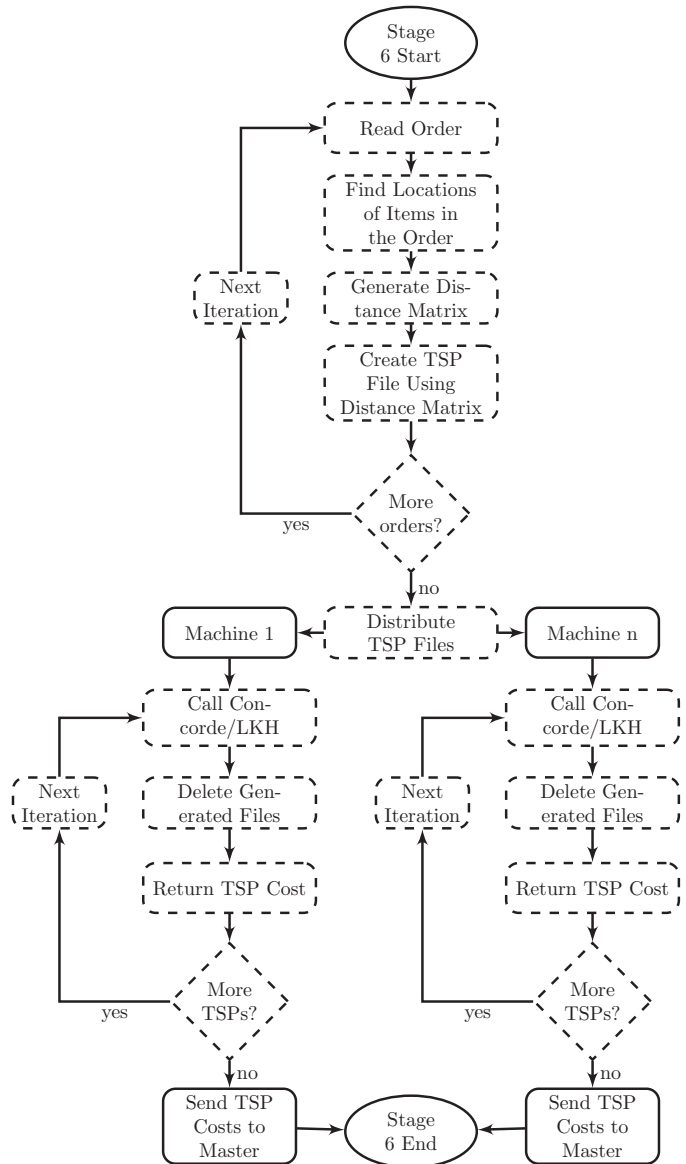 Stage
6 Start
Read Order
Find Locations
of Items in
the Order
Next
Iteration
Generate Dis-
tance Matrix
Create TSP
File Using
Distance Matrix
More
orders?
yes
no
Machine 1
Distribute
TSP Files
Machine n
Call Con-
corde/LKH
Next
Iteration
Delete Gen-
erated Files
Return TSP Cost
More
TSPs?
yes
no
Send TSP
Costs to
Master
Call Con-
corde/LKH
Next
Iteration
Delete Gen-
erated Files
Return TSP Cost
More
TSPs?
yes
no
Send TSP
Costs to
Master
Stage
6 End